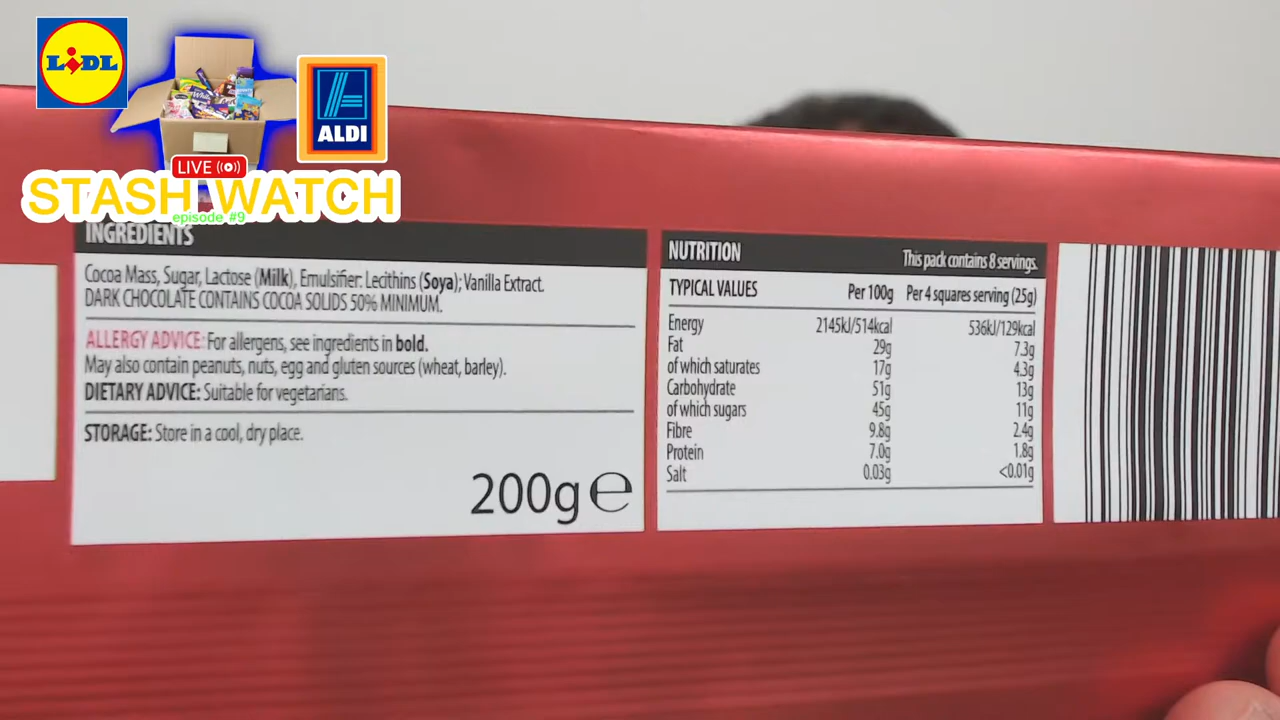 LIDL
ALDI
LIVE
STASH WATCH
episode #9
INGREDIENTS
Cocoa Mass, Sugar, Lactose (Milk), Emulsifier: Lecithins (Soya); Vanilla Extract.
DARK CHOCOLATE CONTAINS COCOA SOLIDS 50% MINIMUM.
ALLERGY ADVICE: For allergens, see ingredients in bold.
May also contain peanuts, nuts, egg and gluten sources (wheat, barley).
DIETARY ADVICE: Suitable for vegetarians.
STORAGE: Store in a cool, dry place.
200g℮
NUTRITION This pack contains 8 servings.
TYPICAL VALUES Per 100g Per 4 squares serving (25g)
Energy 2145kJ/514kcal 536kJ/129kcal
Fat 29g 7.3g
of which saturates 17g 4.3g
Carbohydrate 51g 13g
of which sugars 45g 11g
Fibre 9.8g 2.4g
Protein 7.0g 1.8g
Salt 0.03g <0.01g